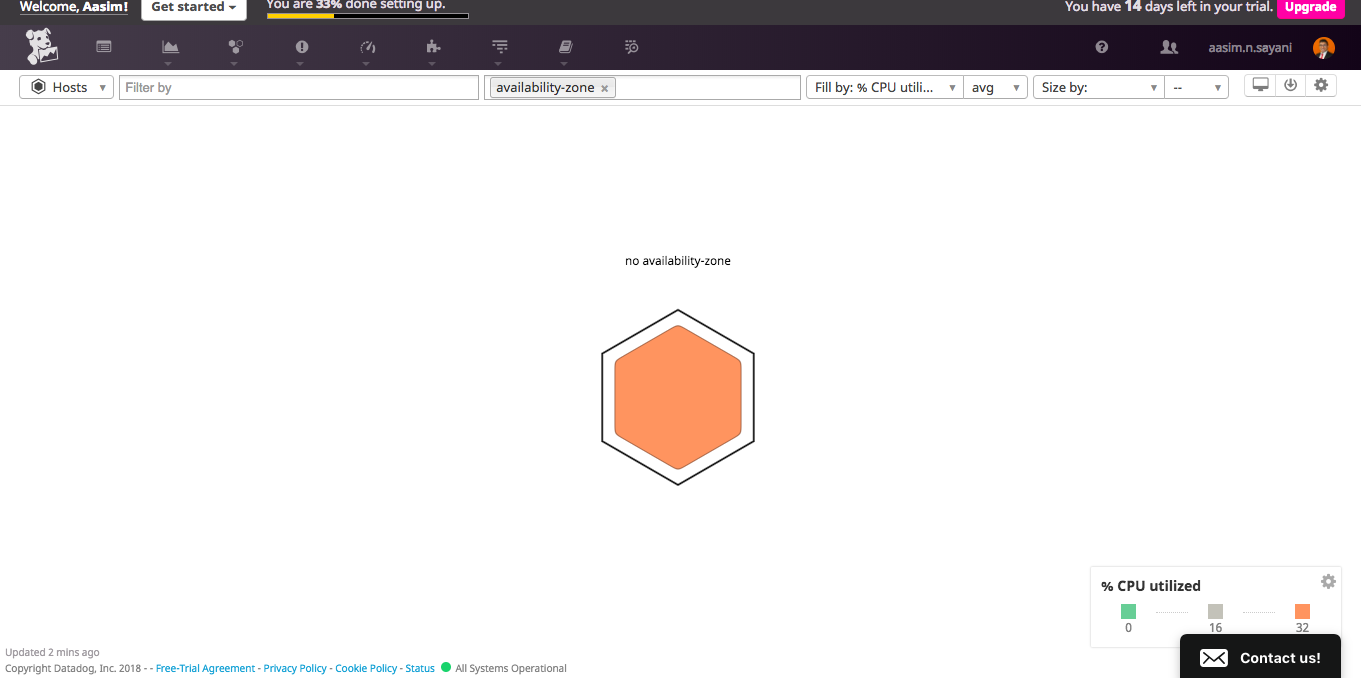 Welcome, Aasim! Get started You are 33% done setting up. You have 14 days left in your trial. Upgrade
aasim.n.sayani
Hosts Filter by availability-zone × Fill by: % CPU utili... avg Size by: --
no availability-zone
% CPU utilized
0 16 32
Updated 2 mins ago
Copyright Datadog, Inc. 2018 - - Free-Trial Agreement - Privacy Policy - Cookie Policy - Status All Systems Operational
Contact us!